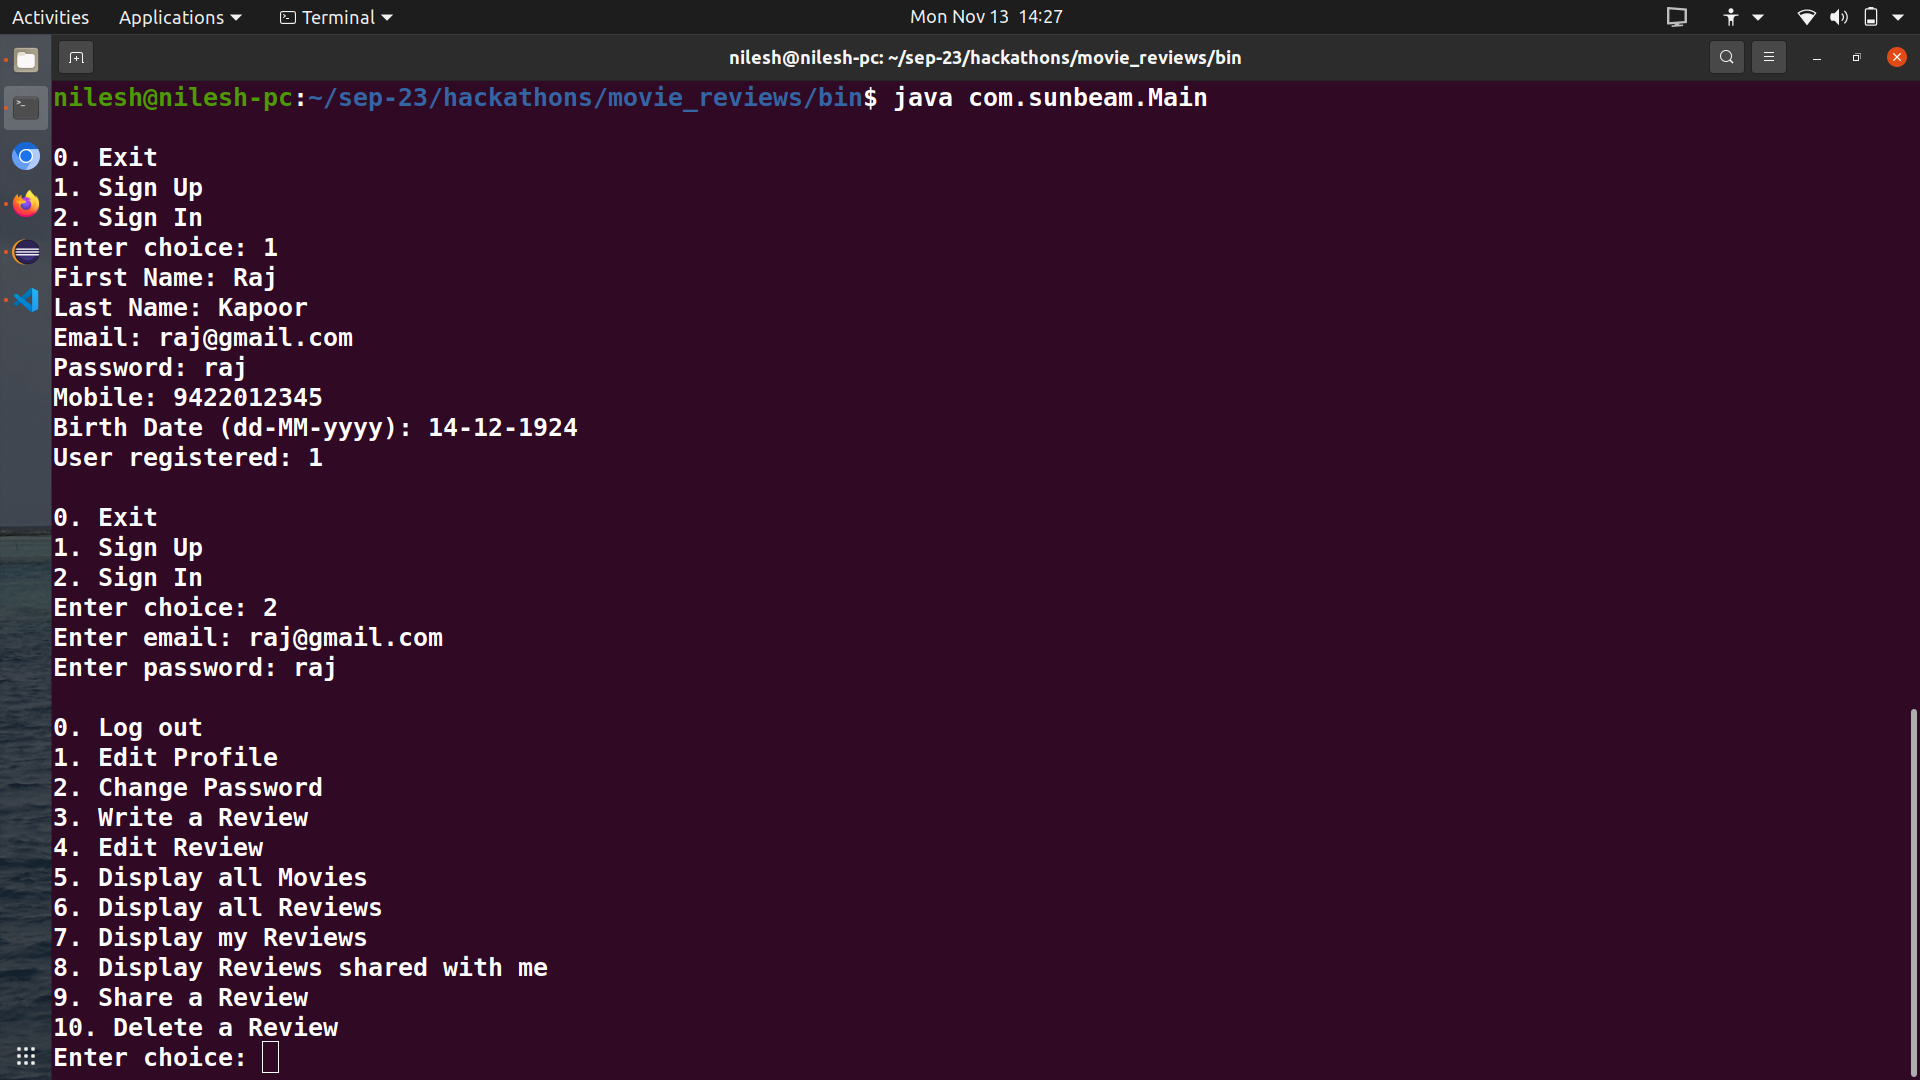 Activities Applications Terminal Mon Nov 13 14:27
nilesh@nilesh-pc: ~/sep-23/hackathons/movie_reviews/bin
nilesh@nilesh-pc:~/sep-23/hackathons/movie_reviews/bin$ java com.sunbeam.Main
0. Exit
1. Sign Up
2. Sign In
Enter choice: 1
First Name: Raj
Last Name: Kapoor
Email: raj@gmail.com
Password: raj
Mobile: 9422012345
Birth Date (dd-MM-yyyy): 14-12-1924
User registered: 1
0. Exit
1. Sign Up
2. Sign In
Enter choice: 2
Enter email: raj@gmail.com
Enter password: raj
0. Log out
1. Edit Profile
2. Change Password
3. Write a Review
4. Edit Review
5. Display all Movies
6. Display all Reviews
7. Display my Reviews
8. Display Reviews shared with me
9. Share a Review
10. Delete a Review
Enter choice: